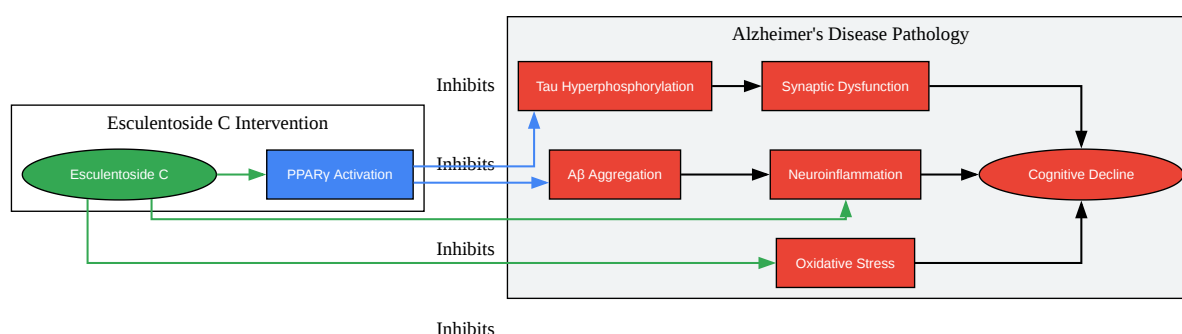 Alzheimer's Disease Pathology
Inhibits
Tau Hyperphosphorylation
Synaptic Dysfunction
Esculentoside C Intervention
Inhibits
Esculentoside C
PPARγ Activation
Aβ Aggregation
Neuroinflammation
Cognitive Decline
Inhibits
Oxidative Stress
Inhibits